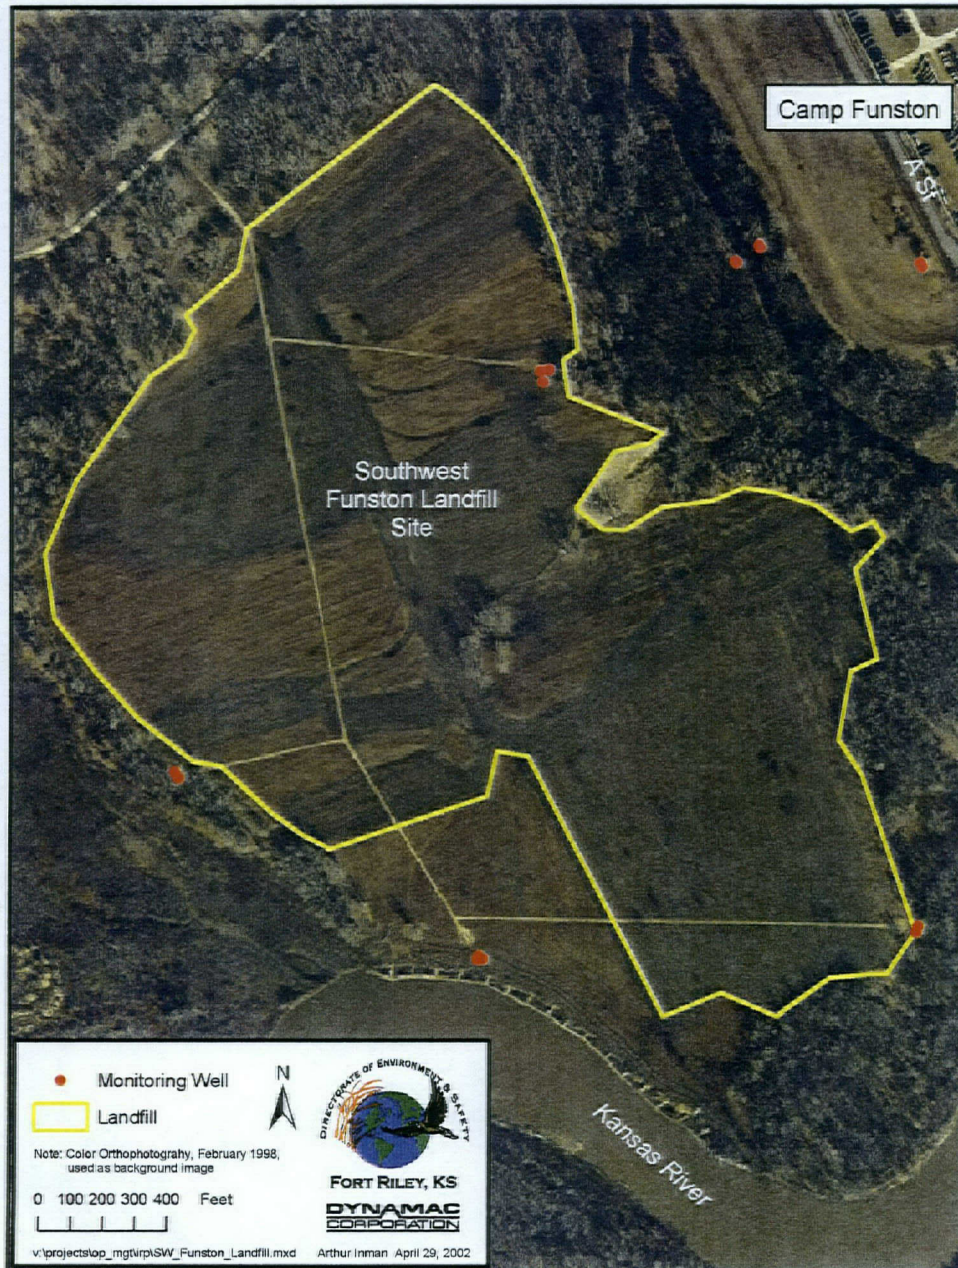 Camp Funston
A St
Southwest
Funston Landfill
Site
Kansas River
Monitoring Well
Landfill
N
Note: Color Orthophotograhy, February 1998,
used as background image
0 100 200 300 400 Feet
DIRECTORATE OF ENVIRONMENT & SAFETY
FORT RILEY, KS
DYNAMAC
CORPORATION
v:\projects\op_mgt\irp\SW_Funston_Landfill.mxd
Arthur Inman April 29, 2002